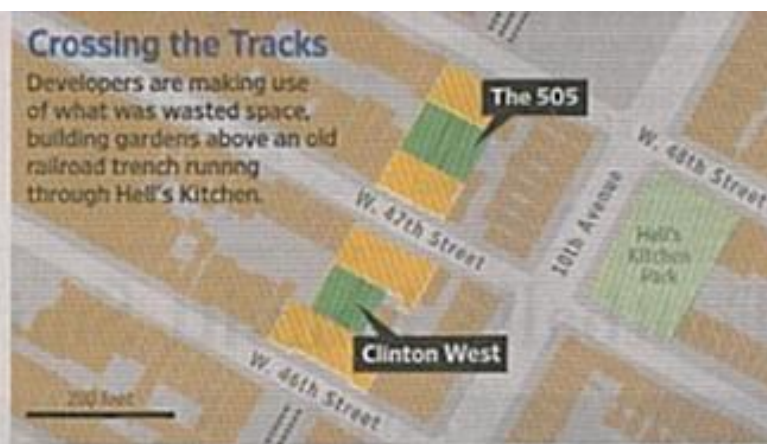 Crossing the Tracks
Developers are making use
of what was wasted space,
building gardens above an old
railroad trench runnng
through Hell's Kitchen.
The 505
W. 48th Street
W. 47th Street
10th Avenue
Hell's
Kitchen
Park
Clinton West
W. 46th Street
200 feet